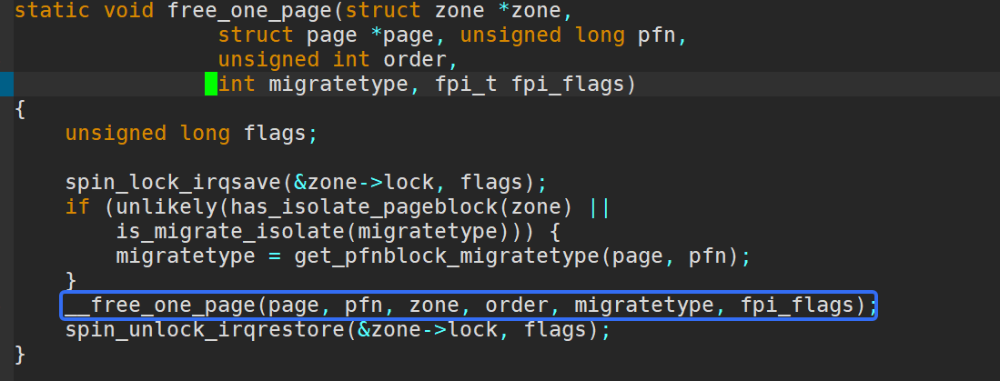 static void free_one_page(struct zone *zone,
struct page *page, unsigned long pfn,
unsigned int order,
int migratetype, fpi_t fpi_flags)
{
unsigned long flags;
spin_lock_irqsave(&zone->lock, flags);
if (unlikely(has_isolate_pageblock(zone) ||
is_migrate_isolate(migratetype))) {
migratetype = get_pfnblock_migratetype(page, pfn);
}
__free_one_page(page, pfn, zone, order, migratetype, fpi_flags);
spin_unlock_irqrestore(&zone->lock, flags);
}